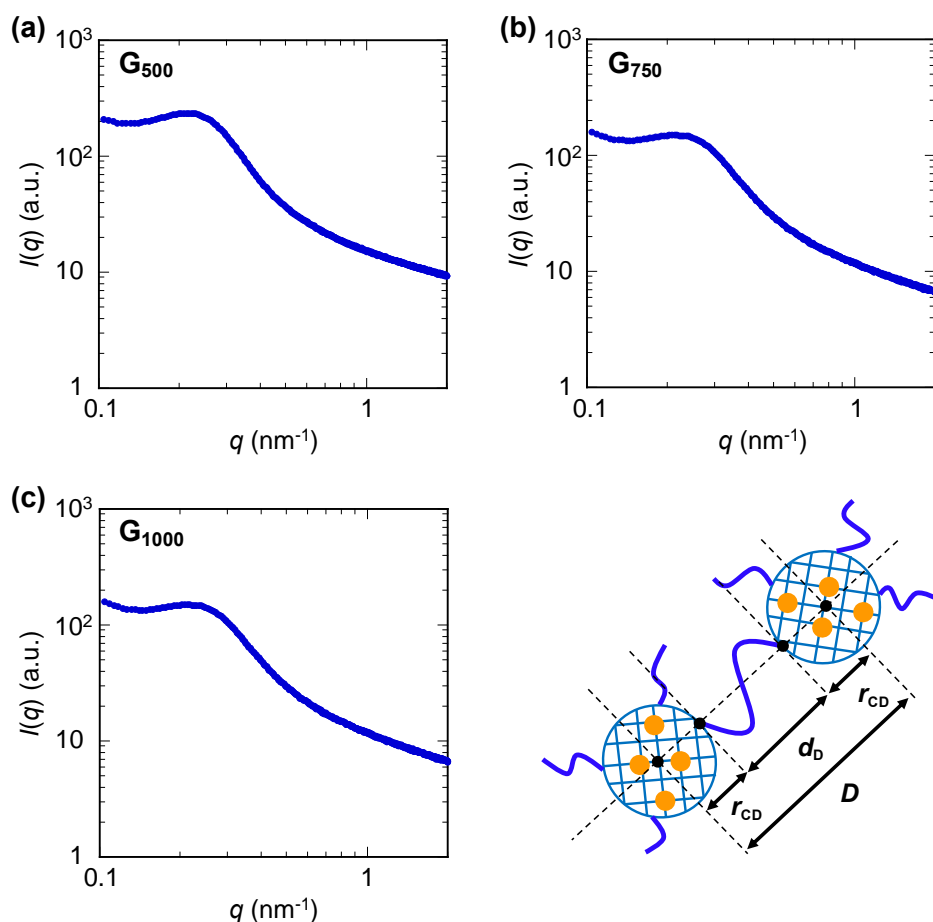 (a)
G500
10³
10²
10
1
I(q) (a.u.)
0.1
1
q (nm⁻¹)
(b)
G750
10³
10²
10
1
I(q) (a.u.)
0.1
1
q (nm⁻¹)
(c)
G1000
10³
10²
10
1
I(q) (a.u.)
0.1
1
q (nm⁻¹)
rCD
dD
D
rCD